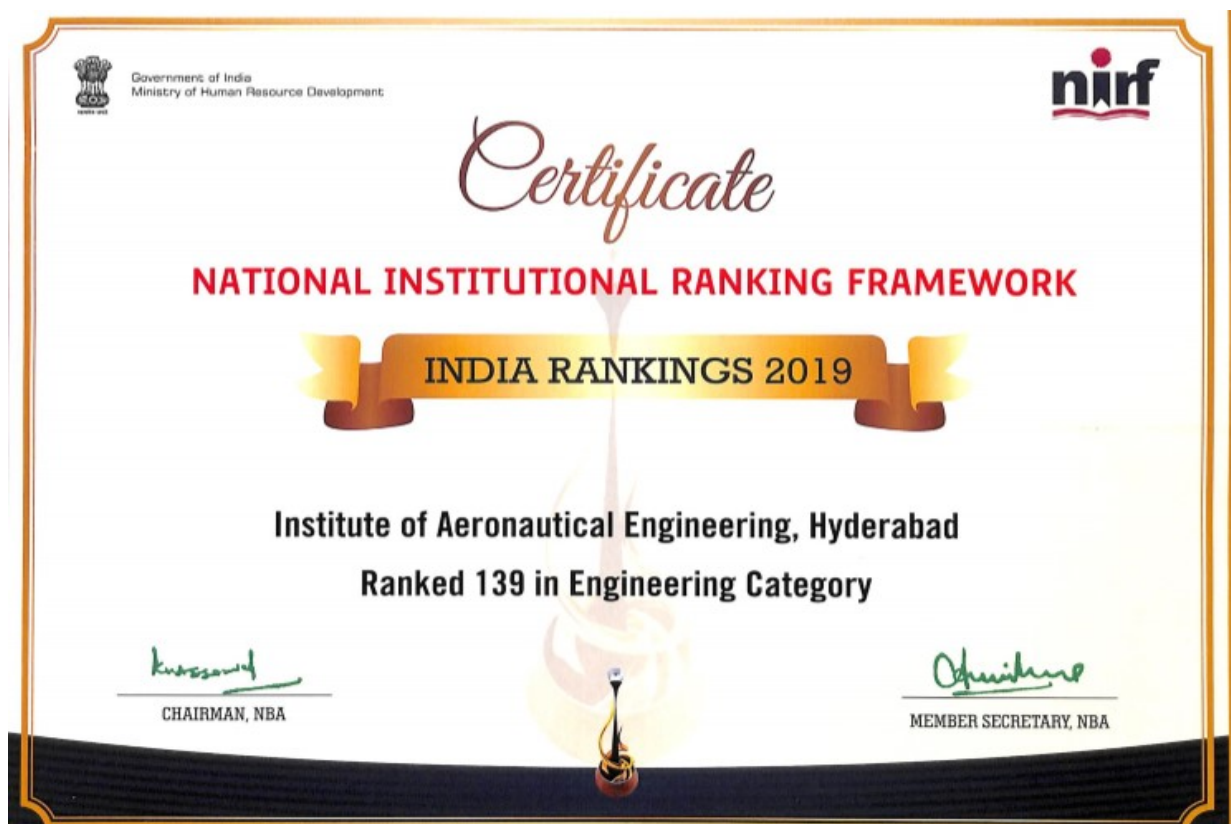 Government of India
Ministry of Human Resource Development
nirf
Certificate
NATIONAL INSTITUTIONAL RANKING FRAMEWORK
INDIA RANKINGS 2019
Institute of Aeronautical Engineering, Hyderabad
Ranked 139 in Engineering Category
CHAIRMAN, NBA
MEMBER SECRETARY, NBA